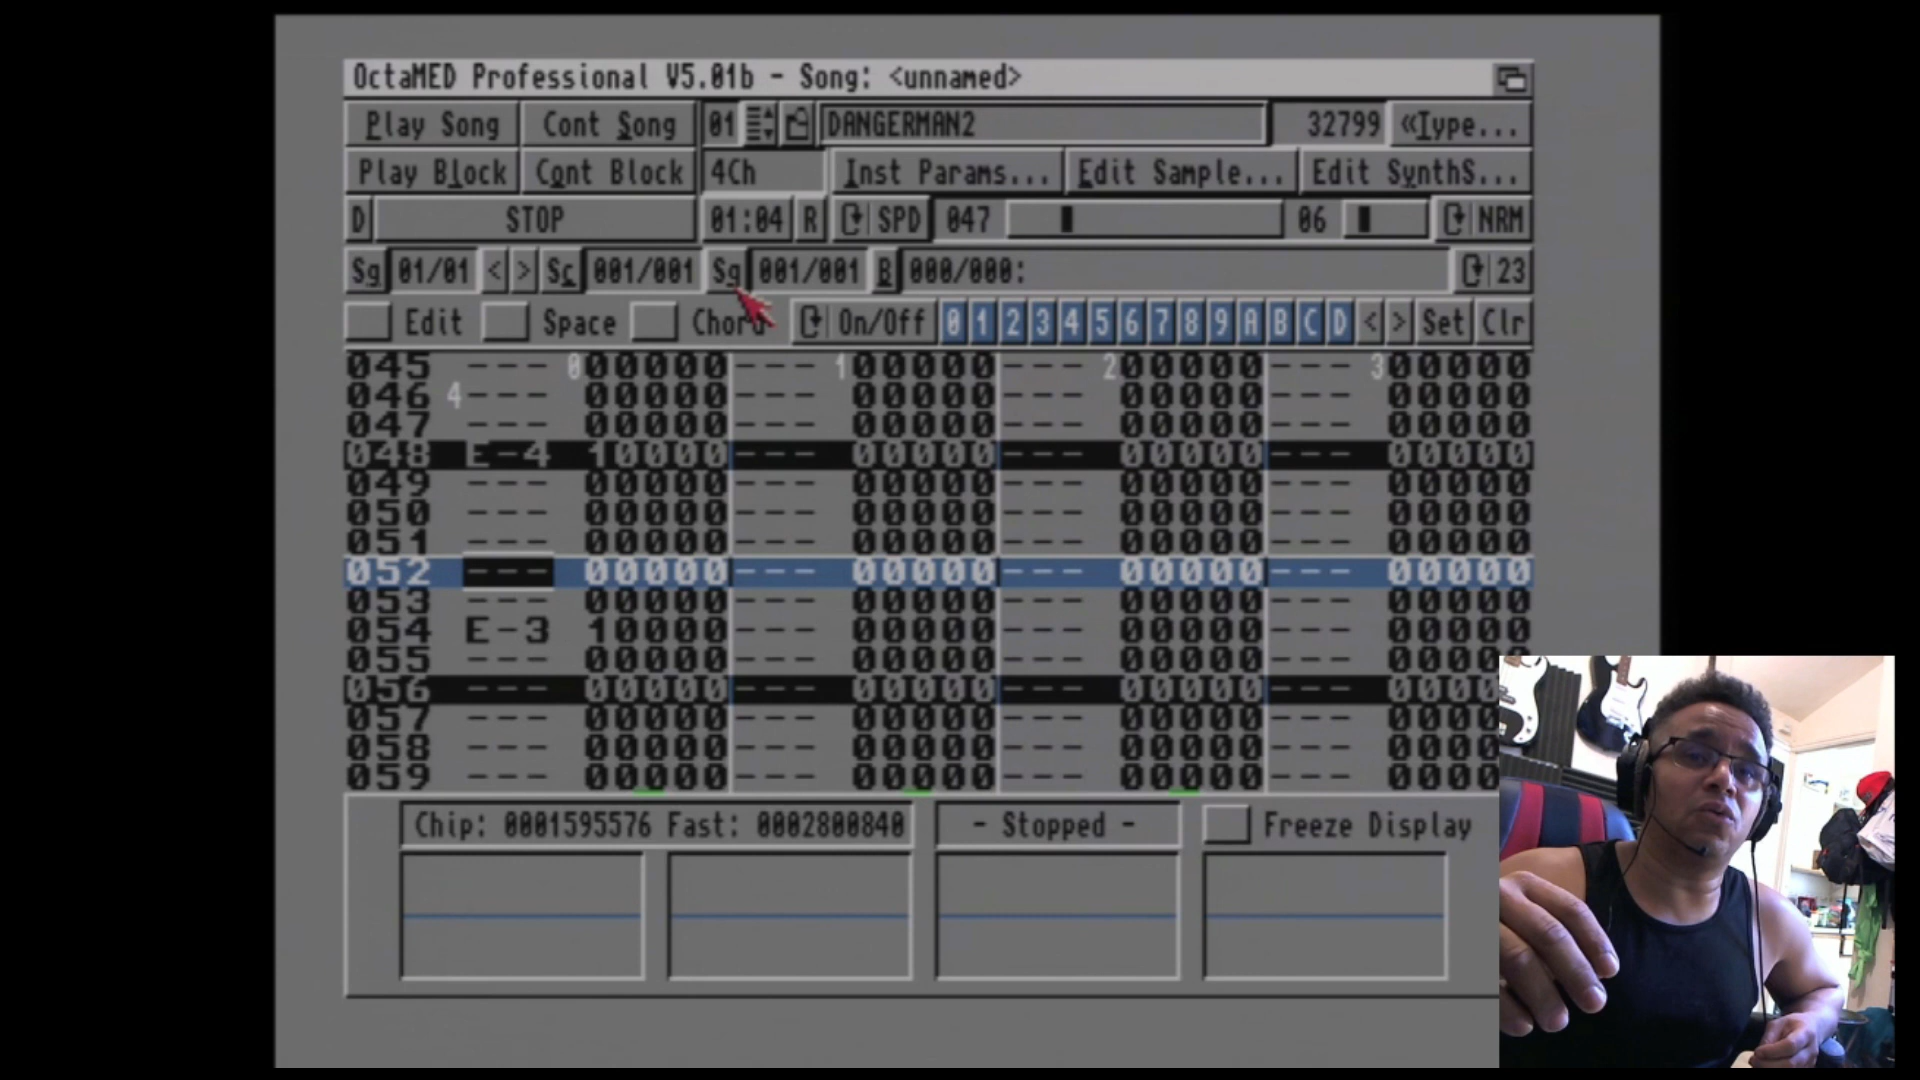 OctaMED Professional V5.01b - Song: <unnamed>
Play Song Cont Song 01 DANGERMAN2 32799 «Type...
Play Block Cont Block 4Ch Inst Params... Edit Sample... Edit SynthS...
D STOP 01:04 R SPD 047 06 NRM
Sg 01/01 < > Sc 001/001 Sq 001/001 B 000/000: 23
Edit Space Chord On/Off 0 1 2 3 4 5 6 7 8 9 A B C D < > Set Clr
045 --- 0 00000 --- 1 00000 --- 2 00000 --- 3 00000
046 4 --- 00000 --- 00000 --- 00000 --- 00000
047 --- 00000 --- 00000 --- 00000 --- 00000
048 E-4 10000 --- 00000 --- 00000 --- 00000
049 --- 00000 --- 00000 --- 00000 --- 00000
050 --- 00000 --- 00000 --- 00000 --- 00000
051 --- 00000 --- 00000 --- 00000 --- 00000
052 --- 00000 --- 00000 --- 00000 --- 00000
053 --- 00000 --- 00000 --- 00000 --- 00000
054 E-3 10000 --- 00000 --- 00000 --- 00000
055 --- 00000 --- 00000 --- 00000 --- 00000
056 --- 00000 --- 00000 --- 00000 --- 0000
057 --- 00000 --- 00000 --- 00000 --- 0000
058 --- 00000 --- 00000 --- 00000 --- 0000
059 --- 00000 --- 00000 --- 00000 --- 0000
Chip: 0001595576 Fast: 0002800840 - Stopped - Freeze Display